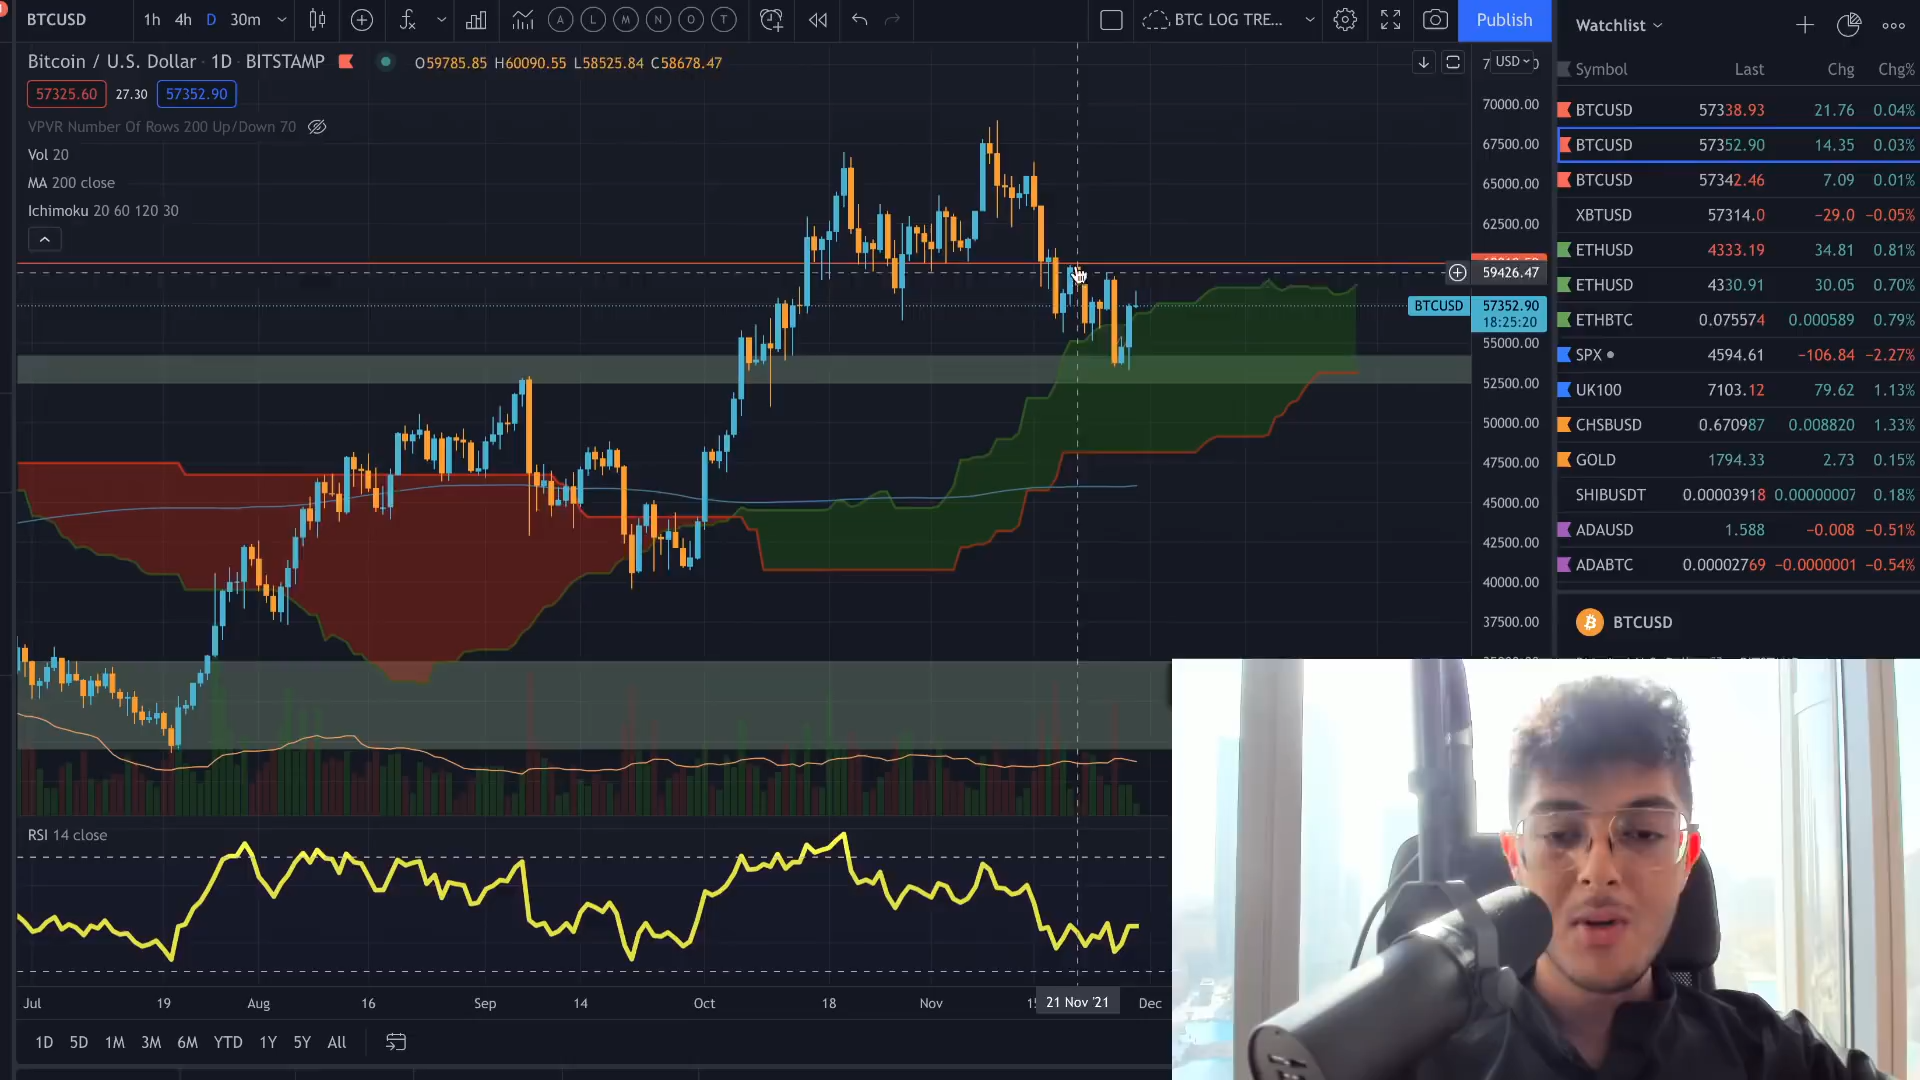 BTCUSD 1h 4h D 30m A L M N O T BTC LOG TRE... Publish
Bitcoin / U.S. Dollar · 1D · BITSTAMP O59785.85 H60090.55 L58525.84 C58678.47
57325.60 27.30 57352.90
VPVR Number Of Rows 200 Up/Down 70
Vol 20
MA 200 close
Ichimoku 20 60 120 30
USD
70000.00
67500.00
65000.00
62500.00
59426.47
BTCUSD 57352.90
18:25:20
55000.00
52500.00
50000.00
47500.00
45000.00
42500.00
40000.00
37500.00
RSI 14 close
Jul 19 Aug 16 Sep 14 Oct 18 Nov 21 Nov '21 Dec
1D 5D 1M 3M 6M YTD 1Y 5Y All
Watchlist
Symbol Last Chg Chg%
BTCUSD 57338.93 21.76 0.04%
BTCUSD 57352.90 14.35 0.03%
BTCUSD 57342.46 7.09 0.01%
XBTUSD 57314.0 −29.0 −0.05%
ETHUSD 4333.19 34.81 0.81%
ETHUSD 4330.91 30.05 0.70%
ETHBTC 0.075574 0.000589 0.79%
SPX 4594.61 −106.84 −2.27%
UK100 7103.12 79.62 1.13%
CHSBUSD 0.670987 0.008820 1.33%
GOLD 1794.33 2.73 0.15%
SHIBUSDT 0.00003918 0.00000007 0.18%
ADAUSD 1.588 −0.008 −0.51%
ADABTC 0.00002769 −0.0000001 −0.54%
BTCUSD